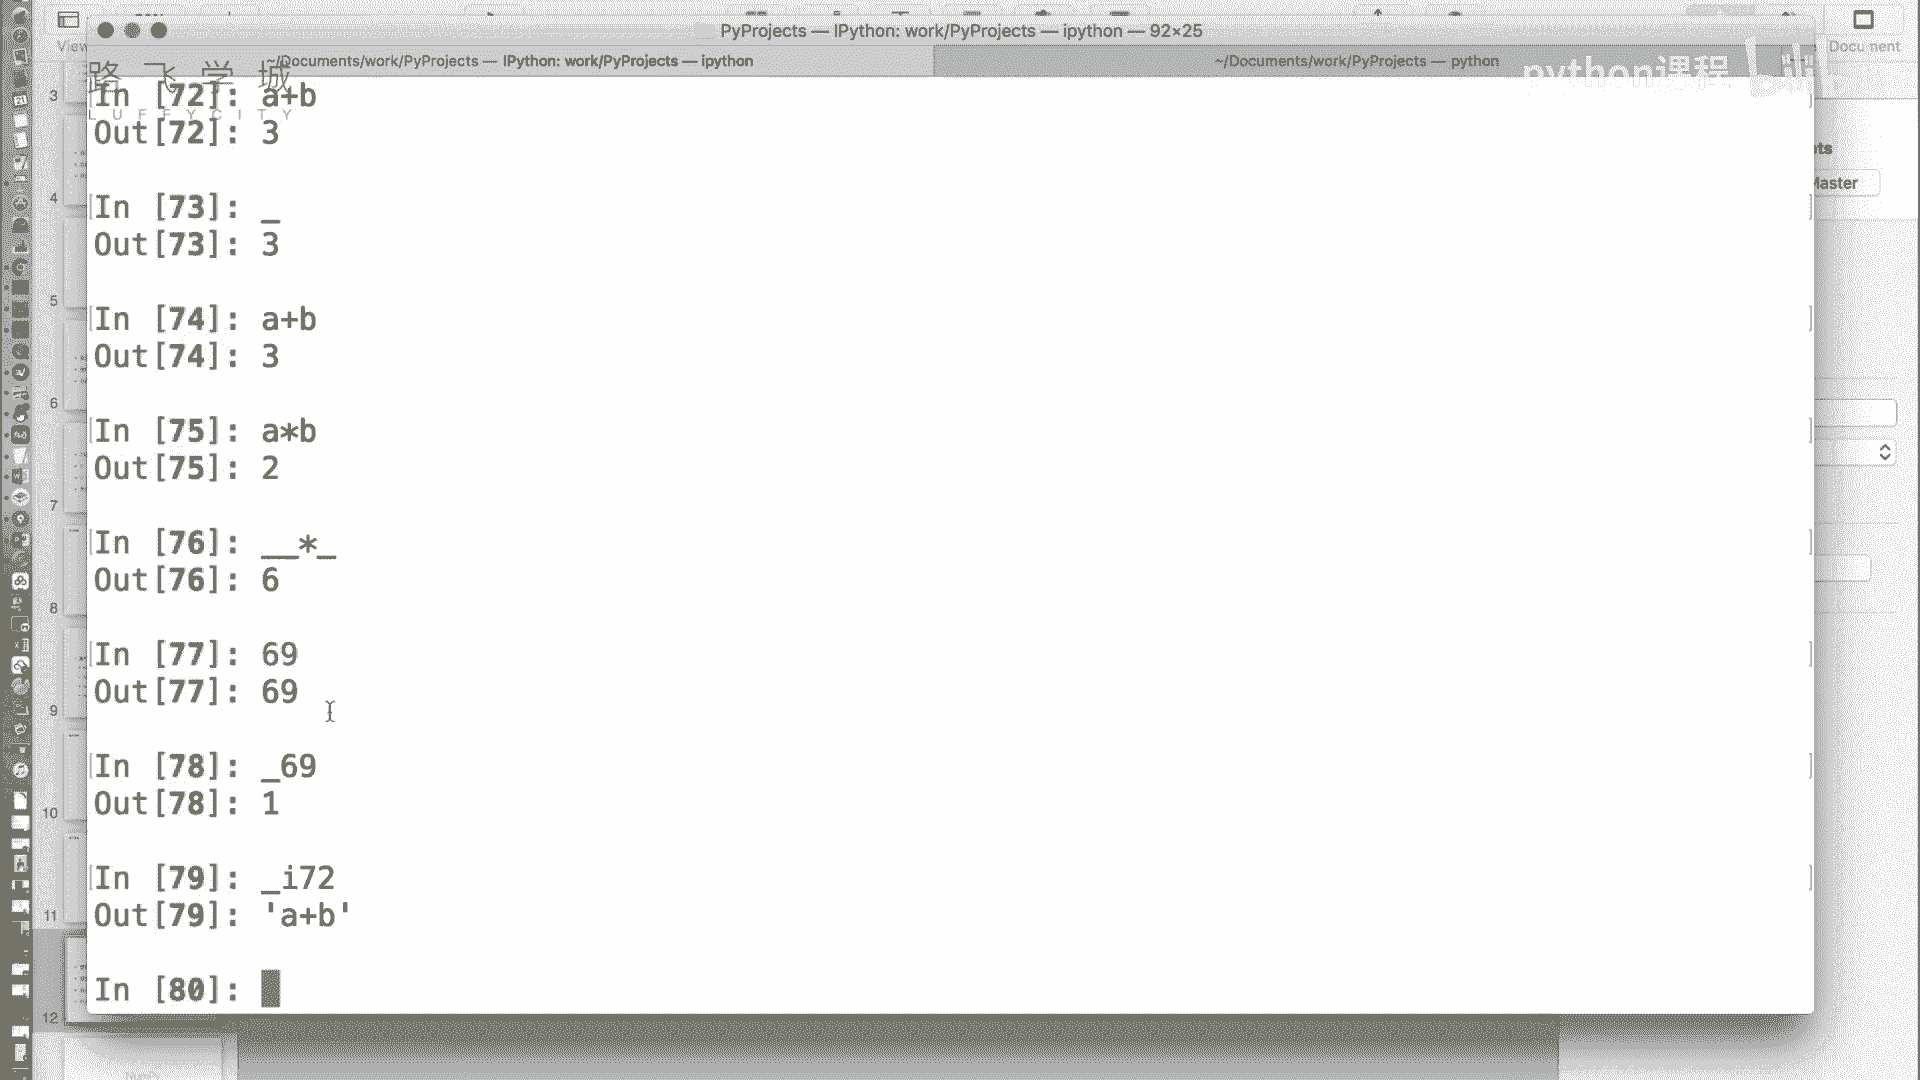 PyProjects — IPython: work/PyProjects — ipython — 92×25
View
Document
~/Documents/work/PyProjects — IPython: work/PyProjects — ipython
~/Documents/work/PyProjects — python
路飞学城
LUFFYCITY
python课程
In [72]: a+b
Out[72]: 3
In [73]: _
Out[73]: 3
In [74]: a+b
Out[74]: 3
In [75]: a*b
Out[75]: 2
In [76]: __*_
Out[76]: 6
In [77]: 69
Out[77]: 69
In [78]: _69
Out[78]: 1
In [79]: _i72
Out[79]: 'a+b'
In [80]:
3
4
5
6
7
8
9
10
11
12
Master
NumPy